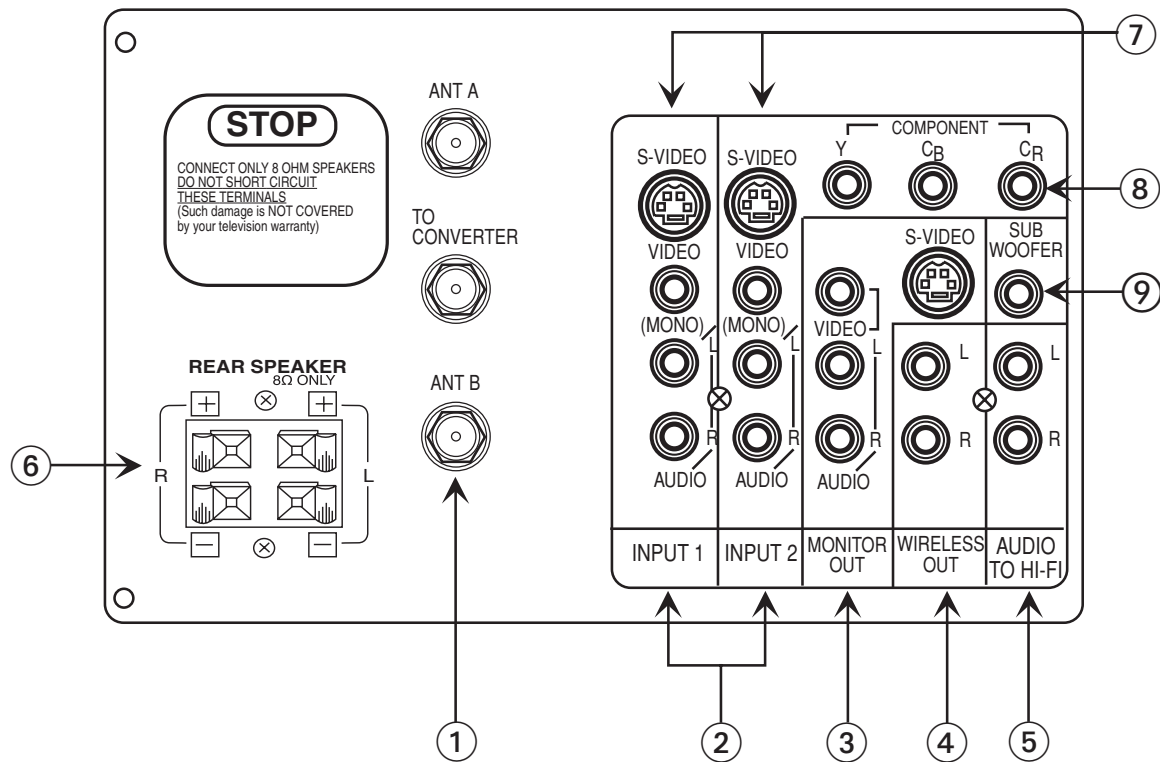 7
ANT A
STOP
CONNECT ONLY 8 OHM SPEAKERS
DO NOT SHORT CIRCUIT
THESE TERMINALS
(Such damage is NOT COVERED
by your television warranty)
TO
CONVERTER
COMPONENT
Y CB CR
S-VIDEO S-VIDEO
8
VIDEO VIDEO
S-VIDEO
SUB
WOOFER
9
(MONO) (MONO) VIDEO
L L L L L
R R R R R
AUDIO AUDIO AUDIO
REAR SPEAKER
8Ω ONLY
+ +
R L
− −
6
ANT B
INPUT 1 INPUT 2
MONITOR
OUT
WIRELESS
OUT
AUDIO
TO HI-FI
1 2 3 4 5